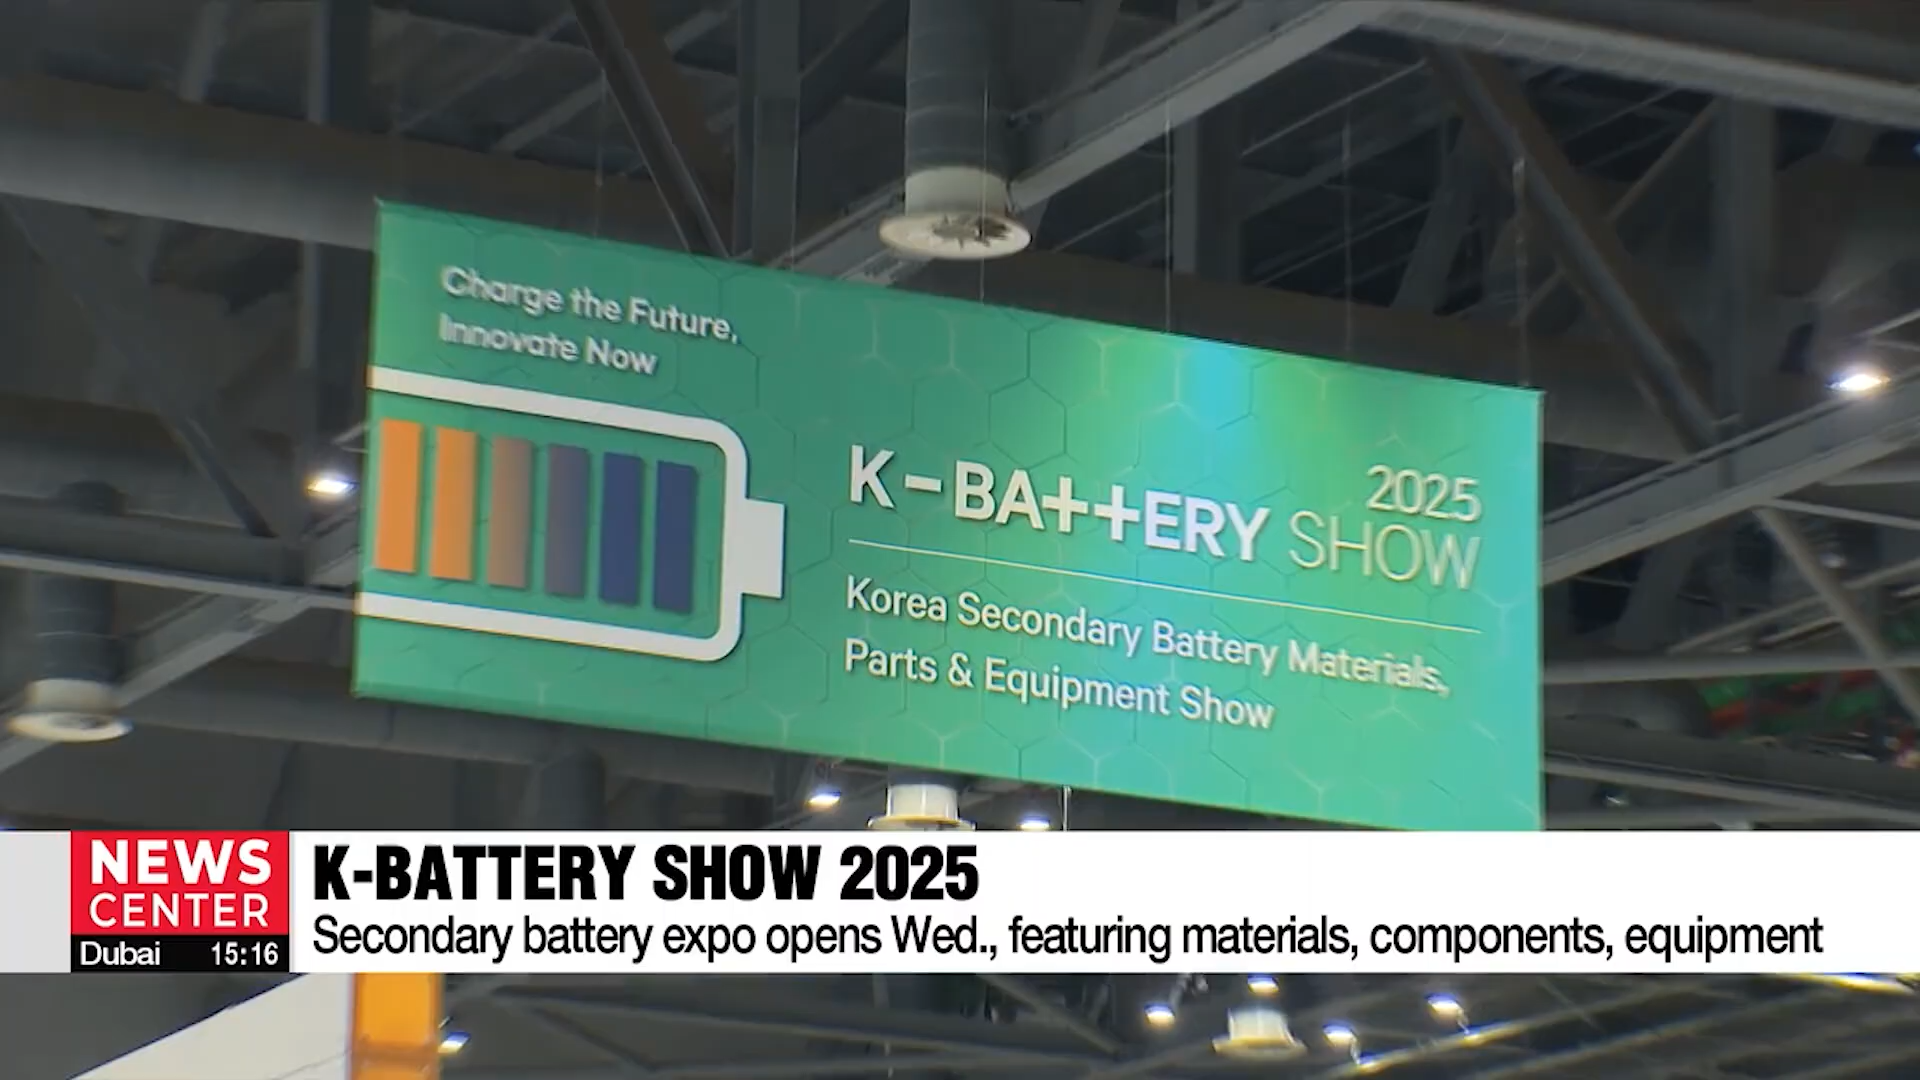 Charge the Future,
Innovate Now
K-BA++ERY SHOW 2025
Korea Secondary Battery Materials,
Parts & Equipment Show
NEWS
CENTER
Dubai 15:16
K-BATTERY SHOW 2025
Secondary battery expo opens Wed., featuring materials, components, equipment